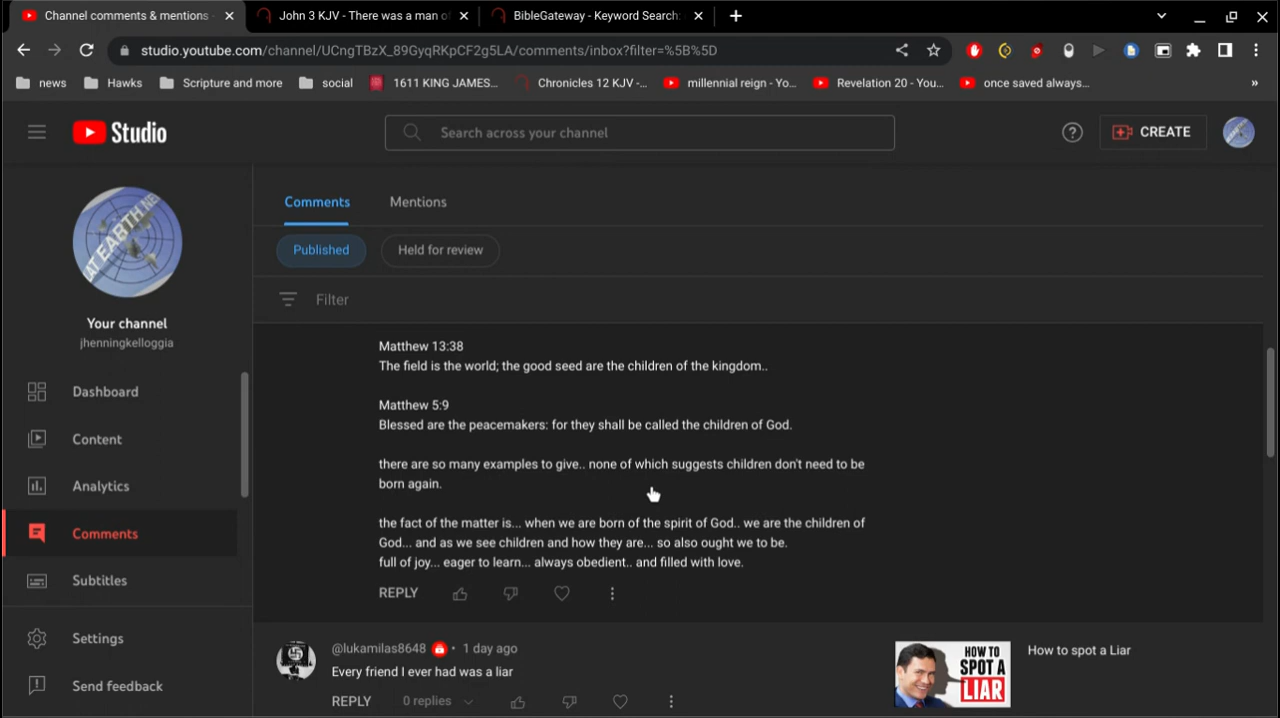 Channel comments & mentions
John 3 KJV - There was a man of
BibleGateway - Keyword Search:
studio.youtube.com/channel/UCngTBzX_89GyqRKpCF2g5LA/comments/inbox?filter=%5B%5D
news
Hawks
Scripture and more
social
1611 KING JAMES...
Chronicles 12 KJV -...
millennial reign - Yo...
Revelation 20 - You...
once saved always...
»
Studio
Search across your channel
CREATE
Your channel
jhenningkelloggia
Dashboard
Content
Analytics
Comments
Subtitles
Settings
Send feedback
Comments
Mentions
Published
Held for review
Filter
Matthew 13:38
The field is the world; the good seed are the children of the kingdom..
Matthew 5:9
Blessed are the peacemakers: for they shall be called the children of God.
there are so many examples to give.. none of which suggests children don't need to be
born again.
the fact of the matter is... when we are born of the spirit of God.. we are the children of
God... and as we see children and how they are... so also ought we to be.
full of joy... eager to learn... always obedient.. and filled with love.
REPLY
@lukamilas8648 • 1 day ago
Every friend I ever had was a liar
REPLY
0 replies
HOW TO
SPOT A
LIAR
How to spot a Liar